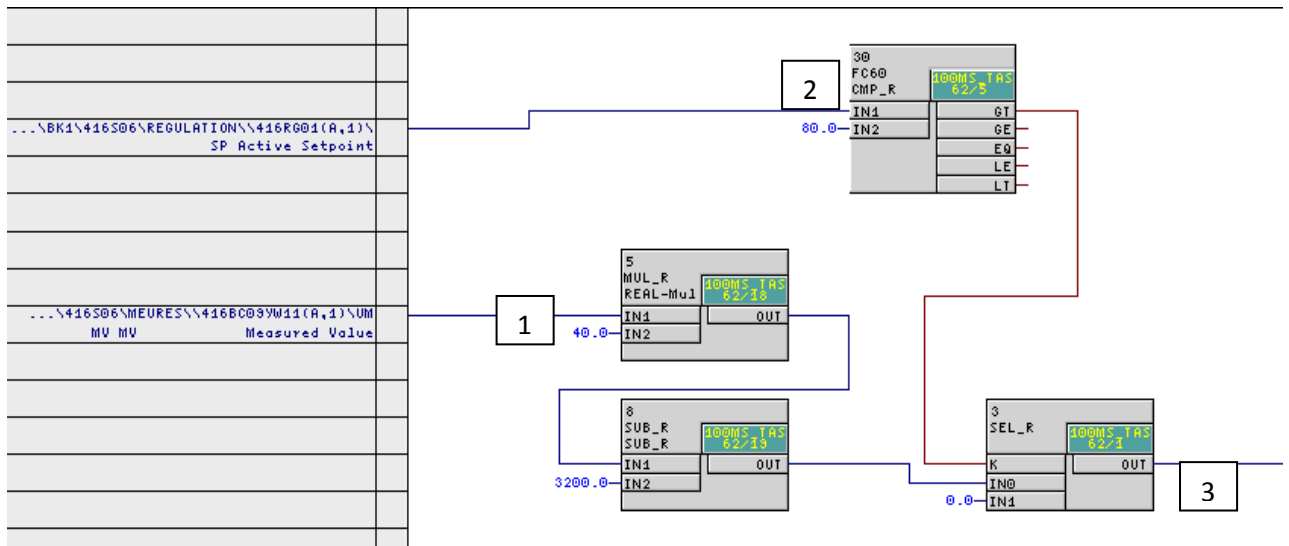 30
FC60
CMP_R
100MS_TAS
62/5
2
IN1
GT
80.0
IN2
GE
EQ
LE
LT
...\BK1\416S06\REGULATION\\416RG01(A,1)\
SP Active Setpoint
5
MUL_R
REAL-Mul
100MS_TAS
62/18
...\416S06\MEURES\\416BC09YW11(A,1)\UM
MV MV Measured Value
1
IN1
OUT
40.0
IN2
8
SUB_R
SUB_R
100MS_TAS
62/19
IN1
OUT
3200.0
IN2
3
SEL_R
100MS_TAS
62/1
K
OUT
IN0
0.0
IN1
3